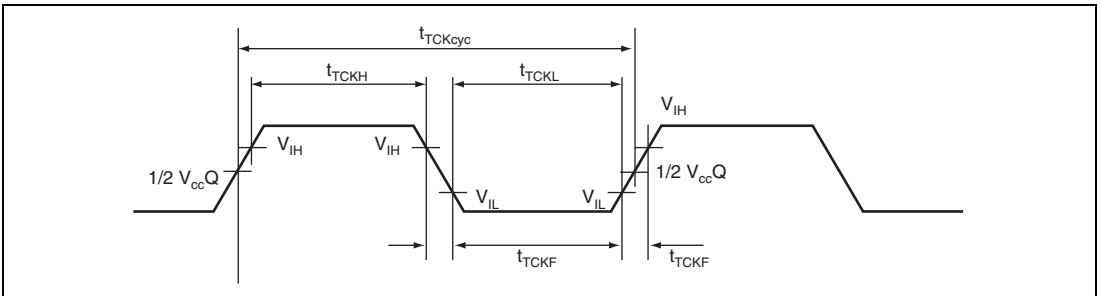 tTCKcyc
tTCKH
tTCKL
VIH
VIH
VIH
1/2 VccQ
1/2 VccQ
VIL
VIL
tTCKF
tTCKF